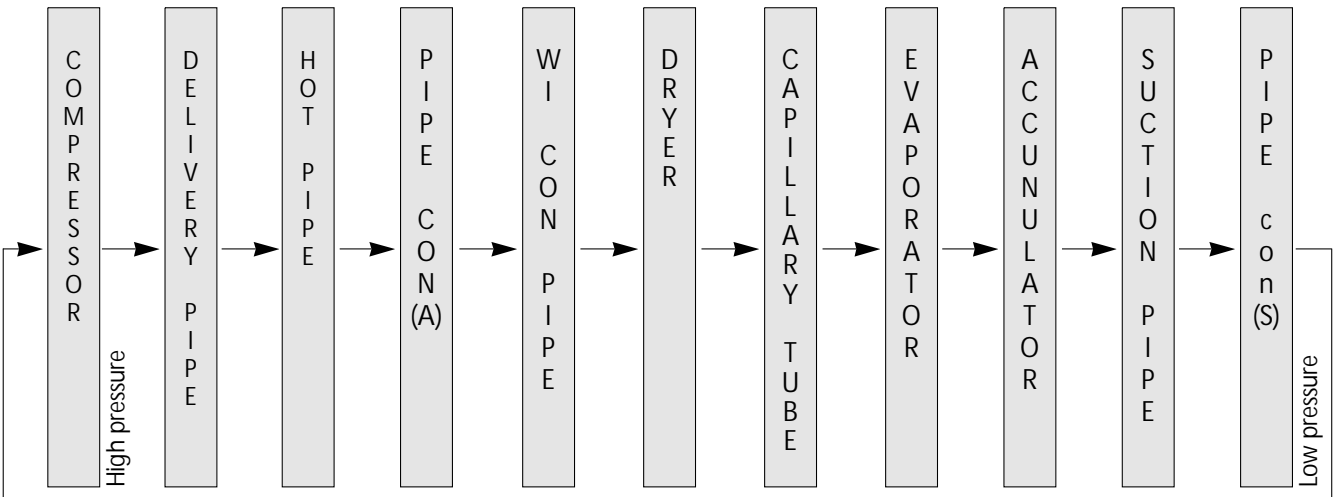 COMPRESSOR
High pressure
DELIVERY PIPE
HOT PIPE
PIPE CON(A)
WI CON PIPE
DRYER
CAPILLARY TUBE
EVAPORATOR
ACCUNULATOR
SUCTION PIPE
PIPE con(S)
Low pressure